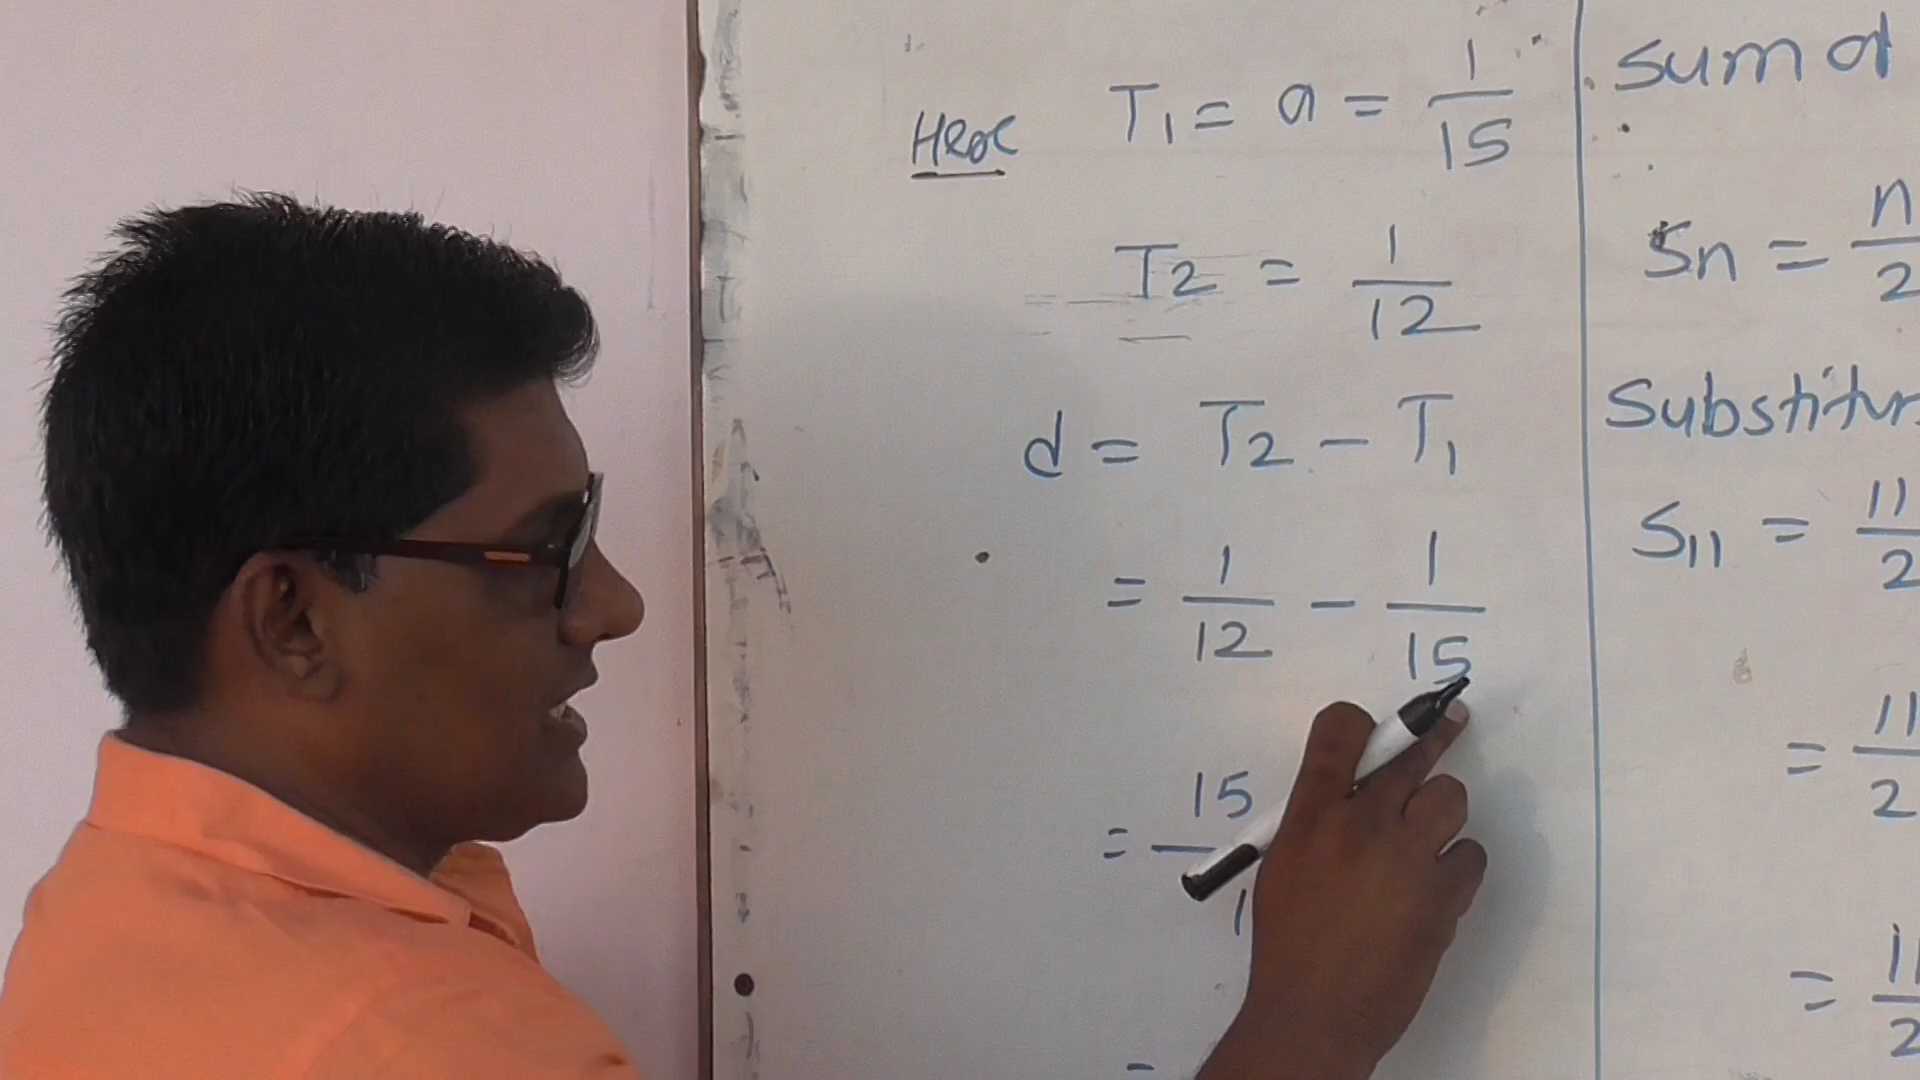 Here T1 = a = 1/15
T2 = 1/12
d = T2 - T1
= 1/12 - 1/15
= 15
1
=
sum of
Sn = n/2
Substitu
S11 = 11/2
= 11/2
= 11/2